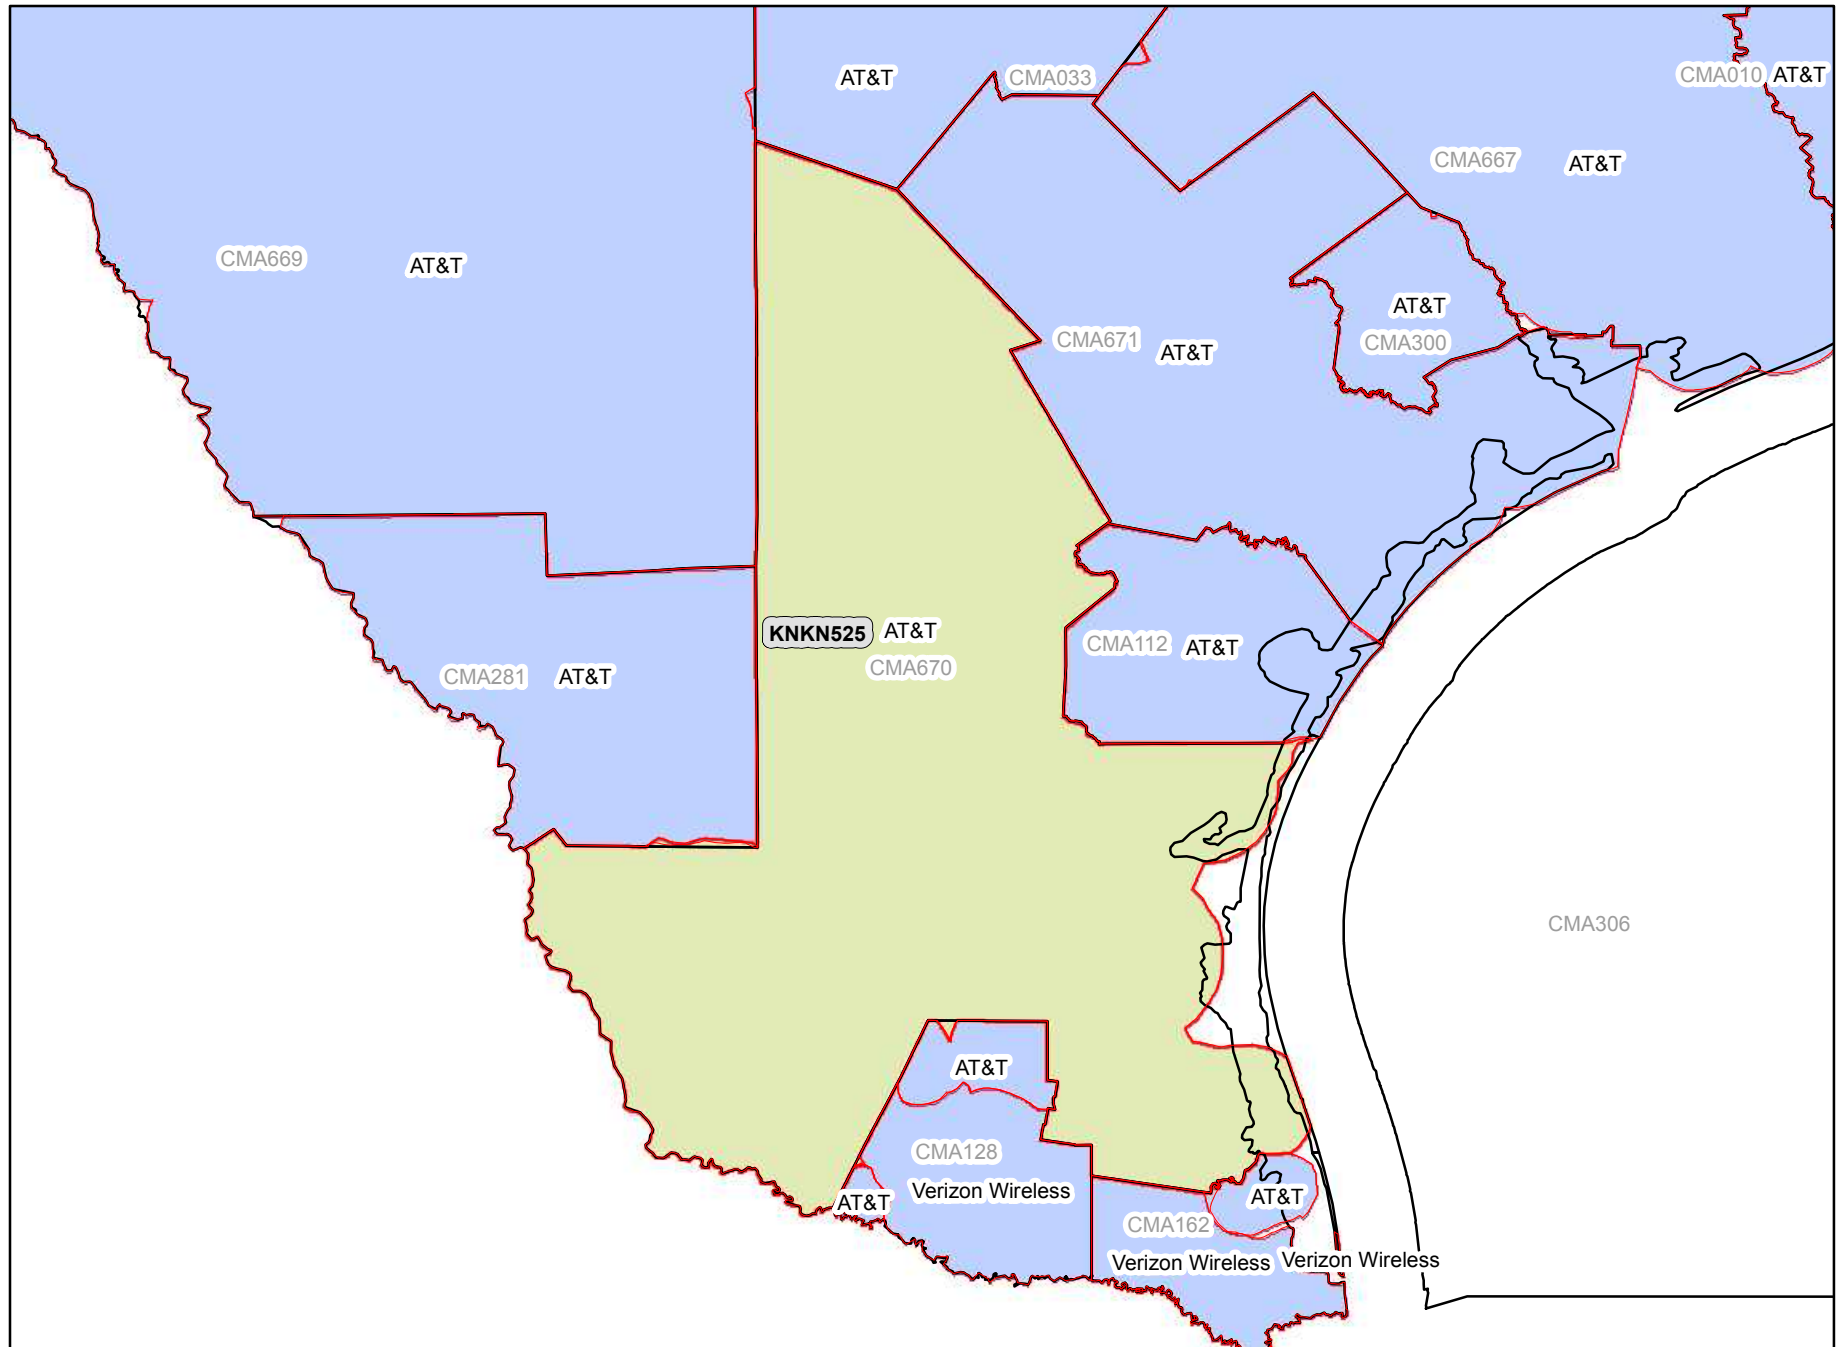 AT&T
CMA033
CMA010 AT&T
CMA667 AT&T
CMA669 AT&T
AT&T
CMA300
CMA671 AT&T
KNKN525 AT&T
CMA670
CMA112 AT&T
CMA281 AT&T
CMA306
AT&T
CMA128
Verizon Wireless
AT&T
AT&T
CMA162
Verizon Wireless
Verizon Wireless